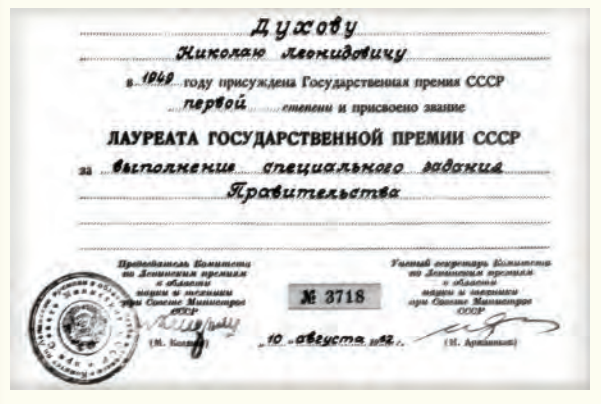 Духову
Николаю Леонидовичу
в 1949 году присуждена Государственная премия СССР
первой степени и присвоено звание
ЛАУРЕАТА ГОСУДАРСТВЕННОЙ ПРЕМИИ СССР
за выполнение специального задания
Правительства
Председатель Комитета
по Ленинским премиям
в области
науки и техники
при Совете Министров
СССР
(М.
№ 3718
10 августа
Ученый секретарь Комитета
по Ленинским премиям
в области
науки и техники
при Совете Министров
СССР
(И.